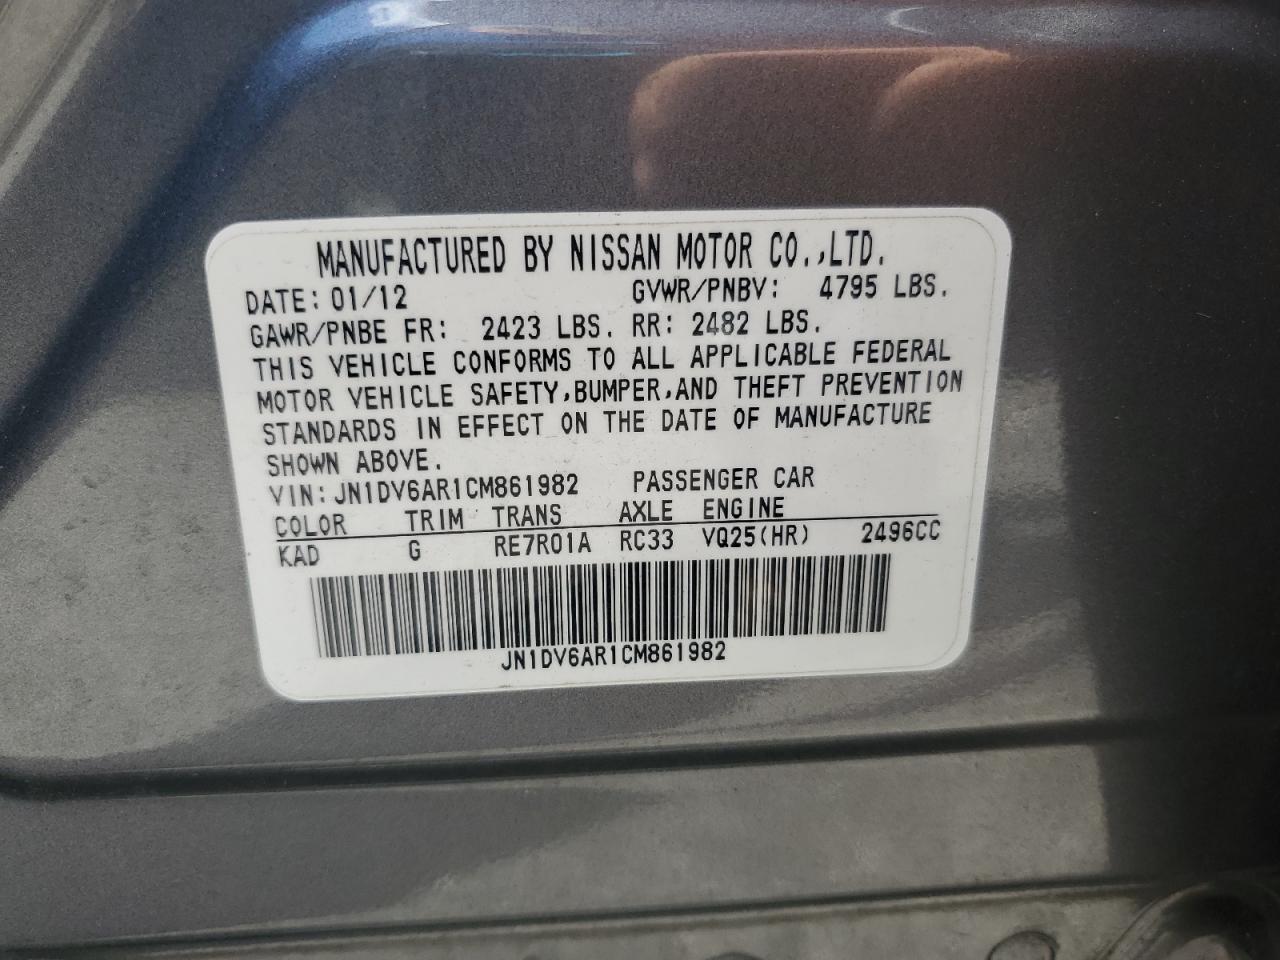 MANUFACTURED BY NISSAN MOTOR CO.,LTD.
DATE: 01/12 GVWR/PNBV: 4795 LBS.
GAWR/PNBE FR: 2423 LBS. RR: 2482 LBS.
THIS VEHICLE CONFORMS TO ALL APPLICABLE FEDERAL
MOTOR VEHICLE SAFETY,BUMPER,AND THEFT PREVENTION
STANDARDS IN EFFECT ON THE DATE OF MANUFACTURE
SHOWN ABOVE.
VIN: JN1DV6AR1CM861982 PASSENGER CAR
COLOR TRIM TRANS AXLE ENGINE
KAD G RE7R01A RC33 VQ25(HR) 2496CC
JN1DV6AR1CM861982